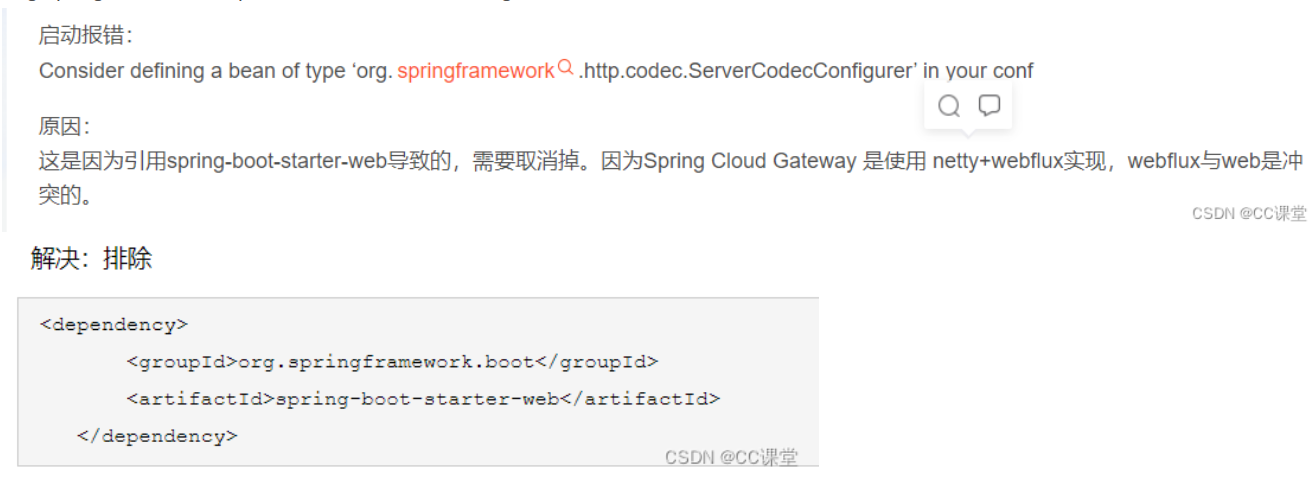 启动报错：
Consider defining a bean of type ‘org. springframework .http.codec.ServerCodecConfigurer’ in your conf
原因：
这是因为引用spring-boot-starter-web导致的，需要取消掉。因为Spring Cloud Gateway 是使用 netty+webflux实现，webflux与web是冲
突的。
CSDN @CC课堂
解决：排除
<dependency>
<groupId>org.springframework.boot</groupId>
<artifactId>spring-boot-starter-web</artifactId>
</dependency>
CSDN @CC课堂